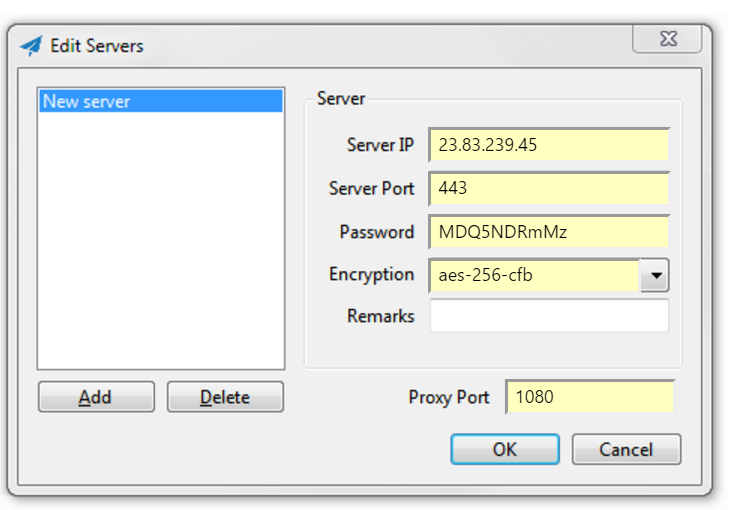 Edit Servers
New server
Server
Server IP 23.83.239.45
Server Port 443
Password MDQ5NDRmMz
Encryption aes-256-cfb
Remarks
Add Delete Proxy Port 1080
OK Cancel